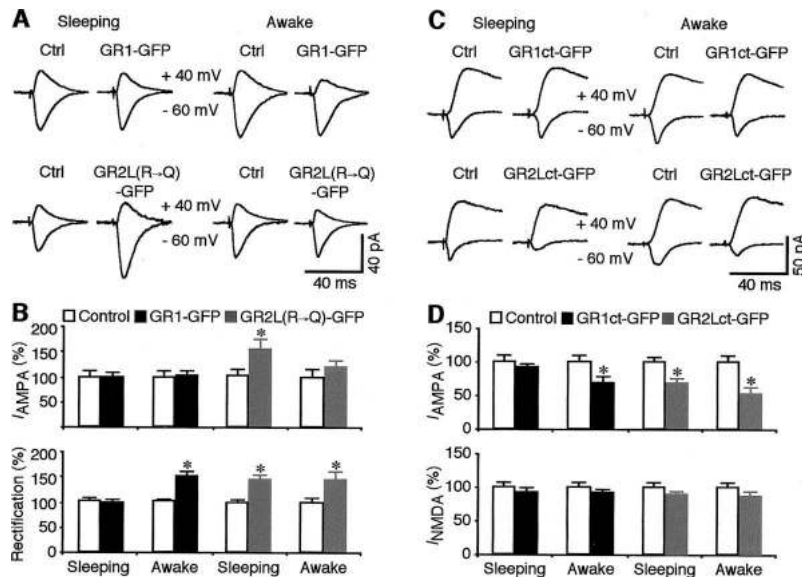 A Sleeping Awake
Ctrl GR1-GFP Ctrl GR1-GFP
+ 40 mV
- 60 mV
Ctrl GR2L(R→Q) Ctrl GR2L(R→Q)
-GFP -GFP
+ 40 mV
- 60 mV
40 pA
40 ms
B Control GR1-GFP GR2L(R→Q)-GFP
200
150
100
50
0
IAMPA (%)
*
200
150
100
50
0
Rectification (%)
* * *
Sleeping Awake Sleeping Awake
C Sleeping Awake
Ctrl GR1ct-GFP Ctrl GR1ct-GFP
+ 40 mV
- 60 mV
Ctrl GR2Lct-GFP Ctrl GR2Lct-GFP
+ 40 mV
- 60 mV
50 pA
40 ms
D Control GR1ct-GFP GR2Lct-GFP
150
100
50
0
IAMPA (%)
* * *
150
100
50
0
INMDA (%)
Sleeping Awake Sleeping Awake